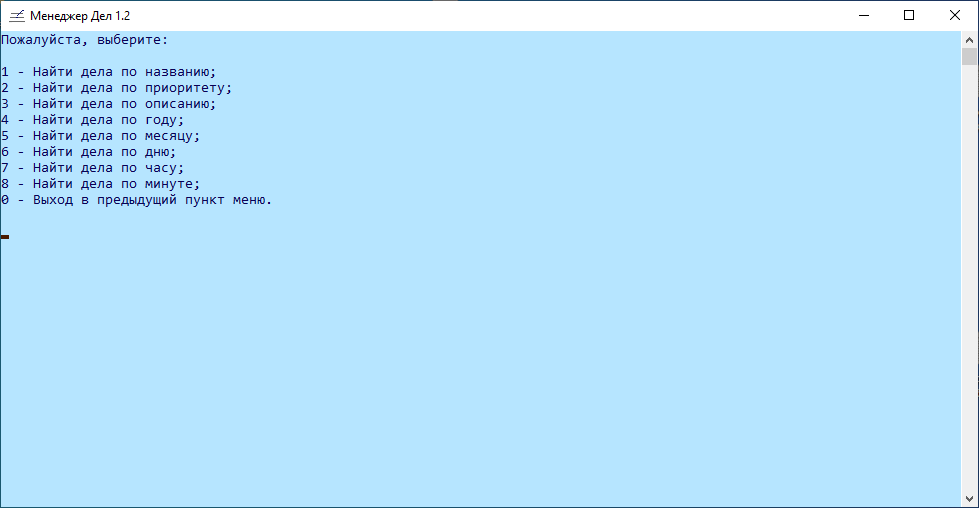 Менеджер Дел 1.2
Пожалуйста, выберите:
1 - Найти дела по названию;
2 - Найти дела по приоритету;
3 - Найти дела по описанию;
4 - Найти дела по году;
5 - Найти дела по месяцу;
6 - Найти дела по дню;
7 - Найти дела по часу;
8 - Найти дела по минуте;
0 - Выход в предыдущий пункт меню.